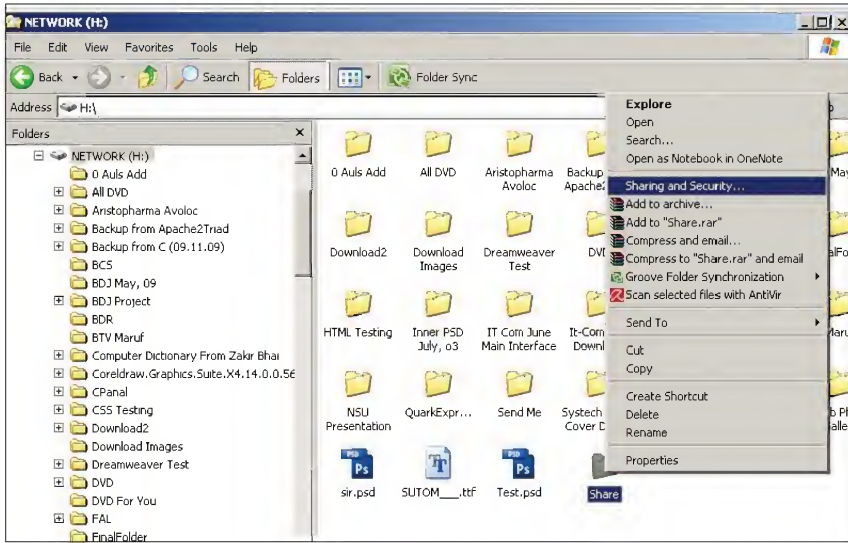 NETWORK (H:)
File Edit View Favorites Tools Help
Back Search Folders Folder Sync
Address H:\
Folders
NETWORK (H:)
0 Auls Add
All DVD
Aristopharma Avoloc
Backup from Apache2Triad
Backup from C (09.11.09)
BCS
BDJ May, 09
BDJ Project
BDR
BTV Maruf
Computer Dictionary From Zakir Bhai
Coreldraw.Graphics.Suite.X4.14.0.0.56
CPanal
CSS Testing
Download2
Download Images
Dreamweaver Test
DVD
DVD For You
FAL
FinalFolder
0 Auls Add
All DVD
Aristopharma
Avoloc
Backup
Download2
Download
Images
Dreamweaver
Test
HTML Testing
Inner PSD
July, o3
IT Com June
Main Interface
It-Com
Downl
NSU
Presentation
QuarkExpr...
Send Me
Systech
Cover D
sir.psd
SUTOM___.ttf
Test.psd
Share
Explore
Open
Search...
Open as Notebook in OneNote
Sharing and Security...
Add to archive...
Add to "Share.rar"
Compress and email...
Compress to "Share.rar" and email
Groove Folder Synchronization
Scan selected files with AntiVir
Send To
Cut
Copy
Create Shortcut
Delete
Rename
Properties